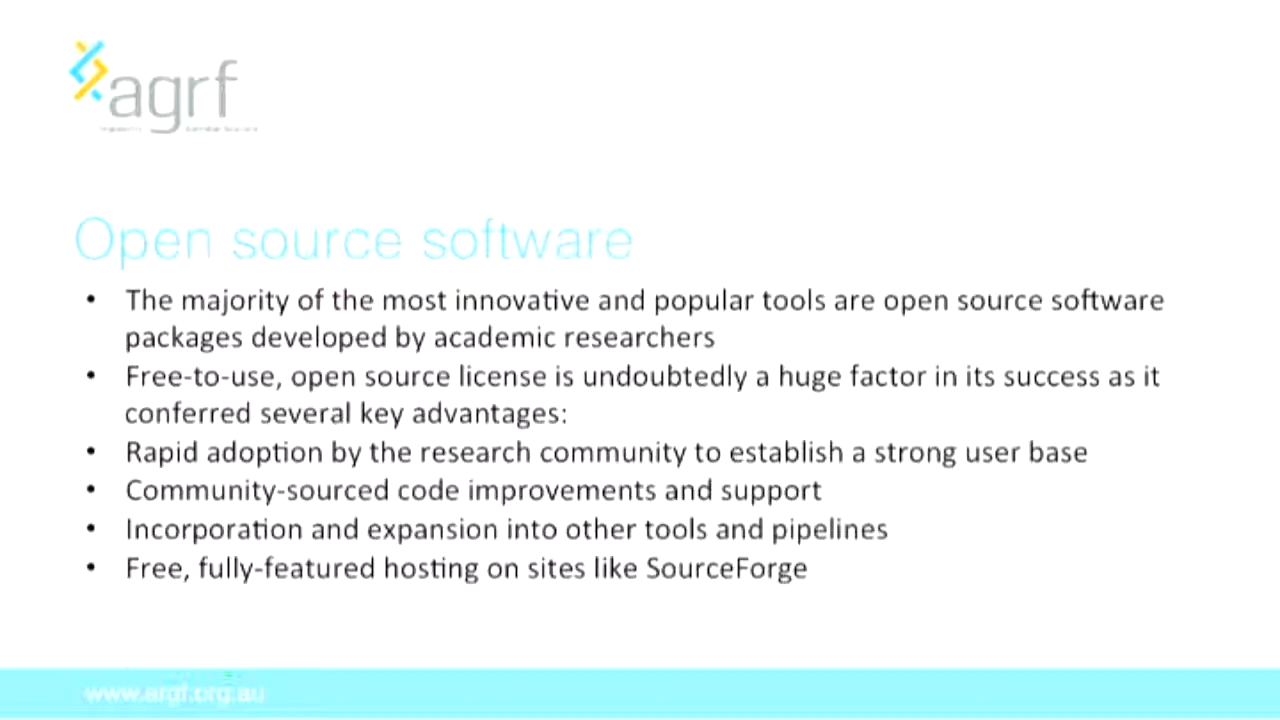 agrf
Open source software
• The majority of the most innovative and popular tools are open source software
packages developed by academic researchers
• Free-to-use, open source license is undoubtedly a huge factor in its success as it
conferred several key advantages:
• Rapid adoption by the research community to establish a strong user base
• Community-sourced code improvements and support
• Incorporation and expansion into other tools and pipelines
• Free, fully-featured hosting on sites like SourceForge
www.agrf.org.au